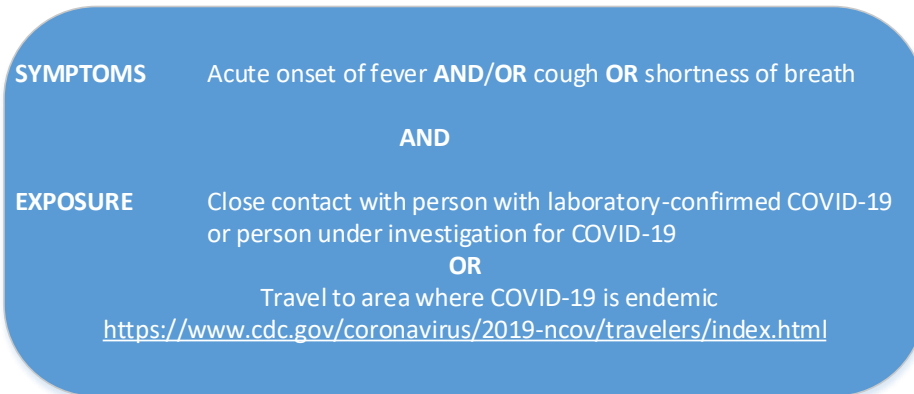 SYMPTOMS Acute onset of fever AND/OR cough OR shortness of breath
AND
EXPOSURE Close contact with person with laboratory-confirmed COVID-19
or person under investigation for COVID-19
OR
Travel to area where COVID-19 is endemic
https://www.cdc.gov/coronavirus/2019-ncov/travelers/index.html